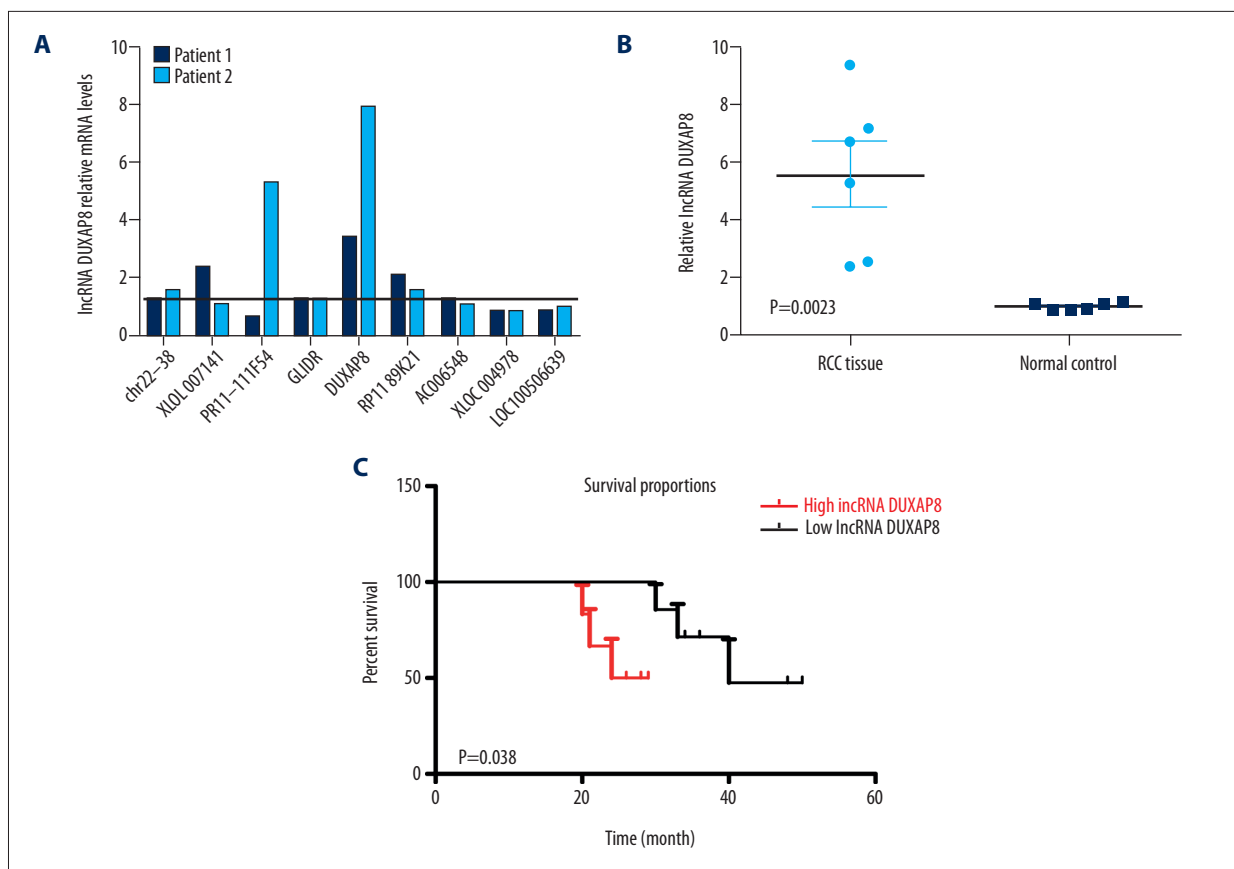 A
Patient 1
Patient 2
lncRNA DUXAP8 relative mRNA levels
10
8
6
4
2
0
chr22–38
XLOL 007141
PR11–111F54
GLIDR
DUXAP8
RP11 89K21
AC006548
XLOC 004978
LOC100506639
B
Relative lncRNA DUXAP8
10
8
6
4
2
0
P=0.0023
RCC tissue
Normal control
C
Survival proportions
High incRNA DUXAP8
Low lncRNA DUXAP8
Percent survival
150
100
50
0
P=0.038
0
20
40
60
Time (month)